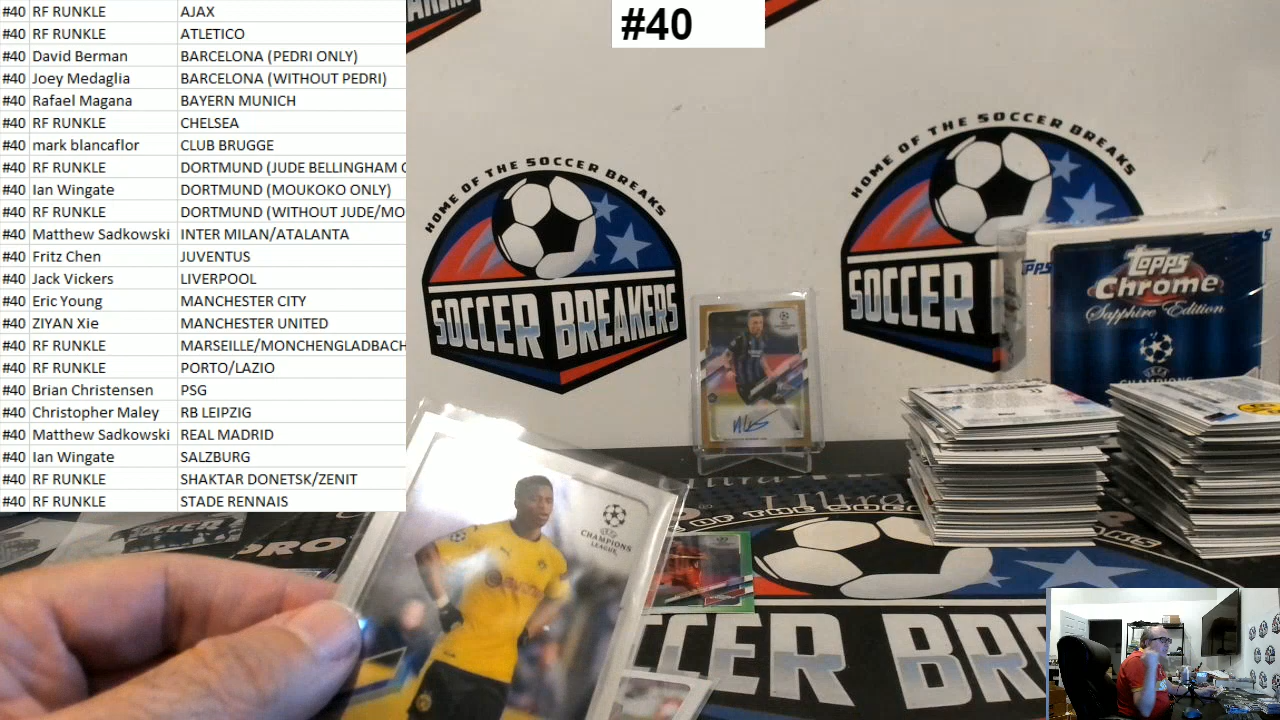 #40 RF RUNKLE AJAX
#40 RF RUNKLE ATLETICO
#40 David Berman BARCELONA (PEDRI ONLY)
#40 Joey Medaglia BARCELONA (WITHOUT PEDRI)
#40 Rafael Magana BAYERN MUNICH
#40 RF RUNKLE CHELSEA
#40 mark blancaflor CLUB BRUGGE
#40 RF RUNKLE DORTMUND (JUDE BELLINGHAM
#40 Ian Wingate DORTMUND (MOUKOKO ONLY)
#40 RF RUNKLE DORTMUND (WITHOUT JUDE/MO
#40 Matthew Sadkowski INTER MILAN/ATALANTA
#40 Fritz Chen JUVENTUS
#40 Jack Vickers LIVERPOOL
#40 Eric Young MANCHESTER CITY
#40 ZIYAN Xie MANCHESTER UNITED
#40 RF RUNKLE MARSEILLE/MONCHENGLADBACH
#40 RF RUNKLE PORTO/LAZIO
#40 Brian Christensen PSG
#40 Christopher Maley RB LEIPZIG
#40 Matthew Sadkowski REAL MADRID
#40 Ian Wingate SALZBURG
#40 RF RUNKLE SHAKTAR DONETSK/ZENIT
#40 RF RUNKLE STADE RENNAIS
#40
HOME OF THE SOCCER BREAKS
SOCCER BREAKERS
HOME OF THE SOCCER BREAKS
SOCCER
Topps
Chrome
Sapphire Edition
UEFA
CHAMPIONS
UEFA
CHAMPIONS
LEAGUE
PRO
CCER BRE